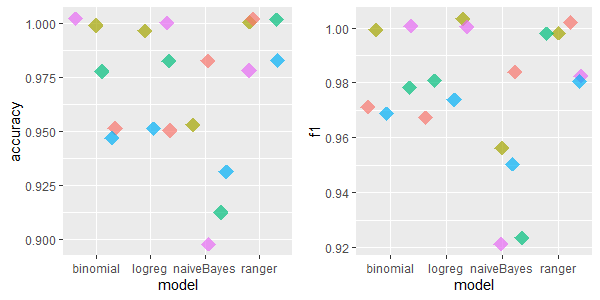 accuracy
1.000
0.975
0.950
0.925
0.900
binomial logreg naiveBayes ranger
model
f1
1.00
0.98
0.96
0.94
0.92
binomial logreg naiveBayes ranger
model